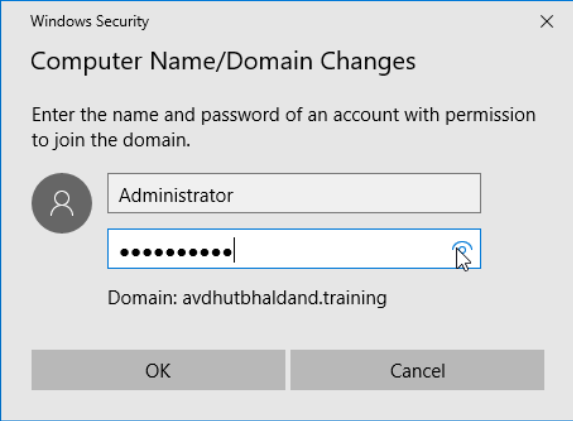 Windows Security
Computer Name/Domain Changes
Enter the name and password of an account with permission
to join the domain.
Administrator
●●●●●●●●●●
Domain: avdhutbhaldand.training
OK
Cancel